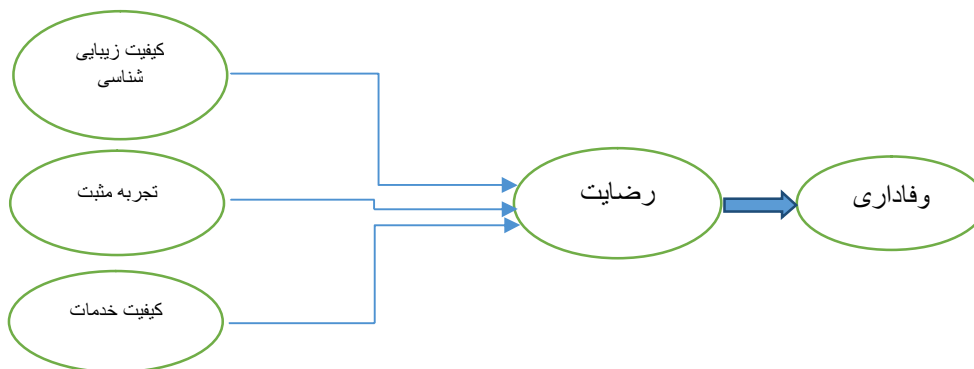 کیفیت زیبایی
شناسی
تجربه مثبت
کیفیت خدمات
رضایت
وفاداری